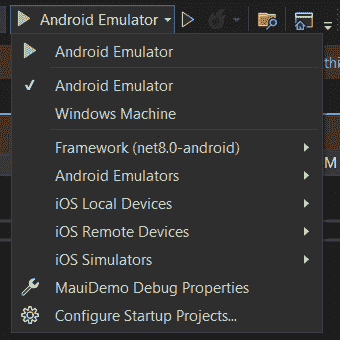 Android Emulator
thi
Android Emulator
Android Emulator
Windows Machine
Framework (net8.0-android)
M
Android Emulators
iOS Local Devices
iOS Remote Devices
iOS Simulators
MauiDemo Debug Properties
Configure Startup Projects...